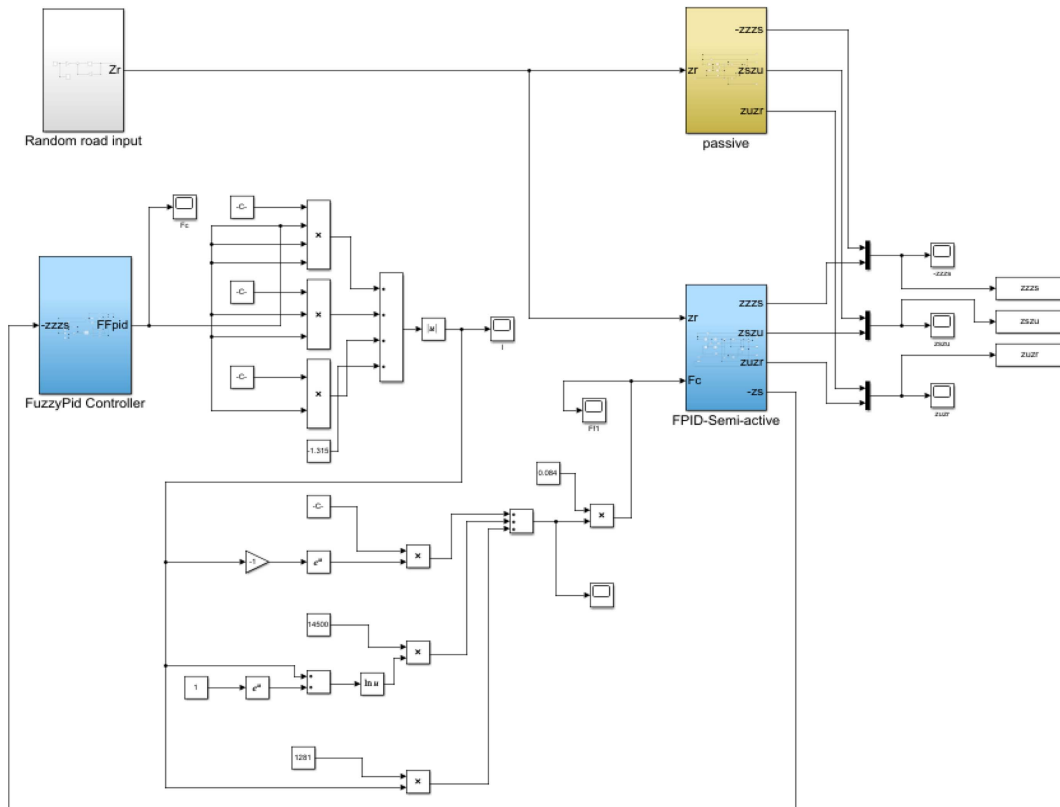 -zzzs
Zr
zr
zszu
zuzr
Random road input
passive
-C-
×
Fc
-zzzs
FFpid
-C-
×
|u|
I
zr
zzzs
zszu
zuzr
Fc
-zs
-zzzs
zzzs
zszu
zszu
zuzr
zuzr
FuzzyPid Controller
-C-
×
FPID-Semi-active
Ff1
-1.315
0.084
×
-C-
×
-1
eᵘ
14500
×
1
eᵘ
ln u
1281
×